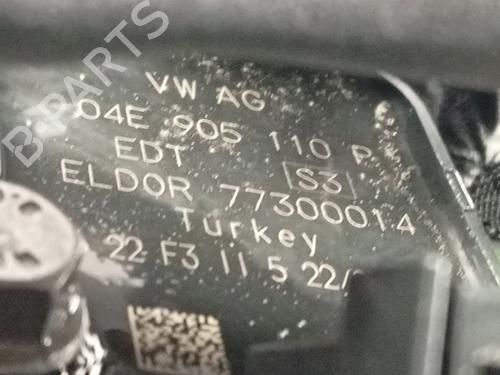 VW AG
04E 905 110 P
EDT S3
ELDOR 77300014
Turkey
22 F3 11 5 22/
B-PARTS